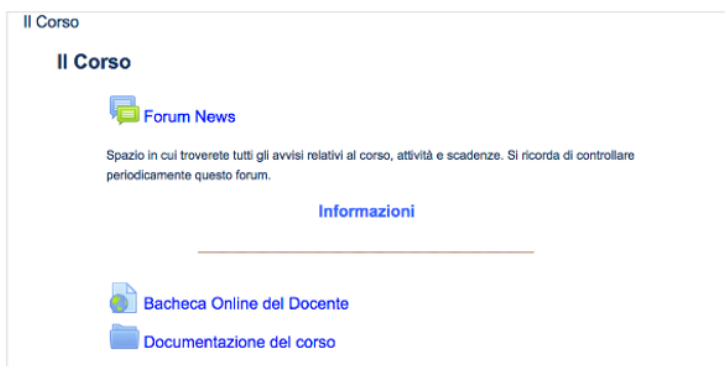 Il Corso
Il Corso
Forum News
Spazio in cui troverete tutti gli avvisi relativi al corso, attività e scadenze. Si ricorda di controllare
periodicamente questo forum.
Informazioni
Bacheca Online del Docente
Documentazione del corso